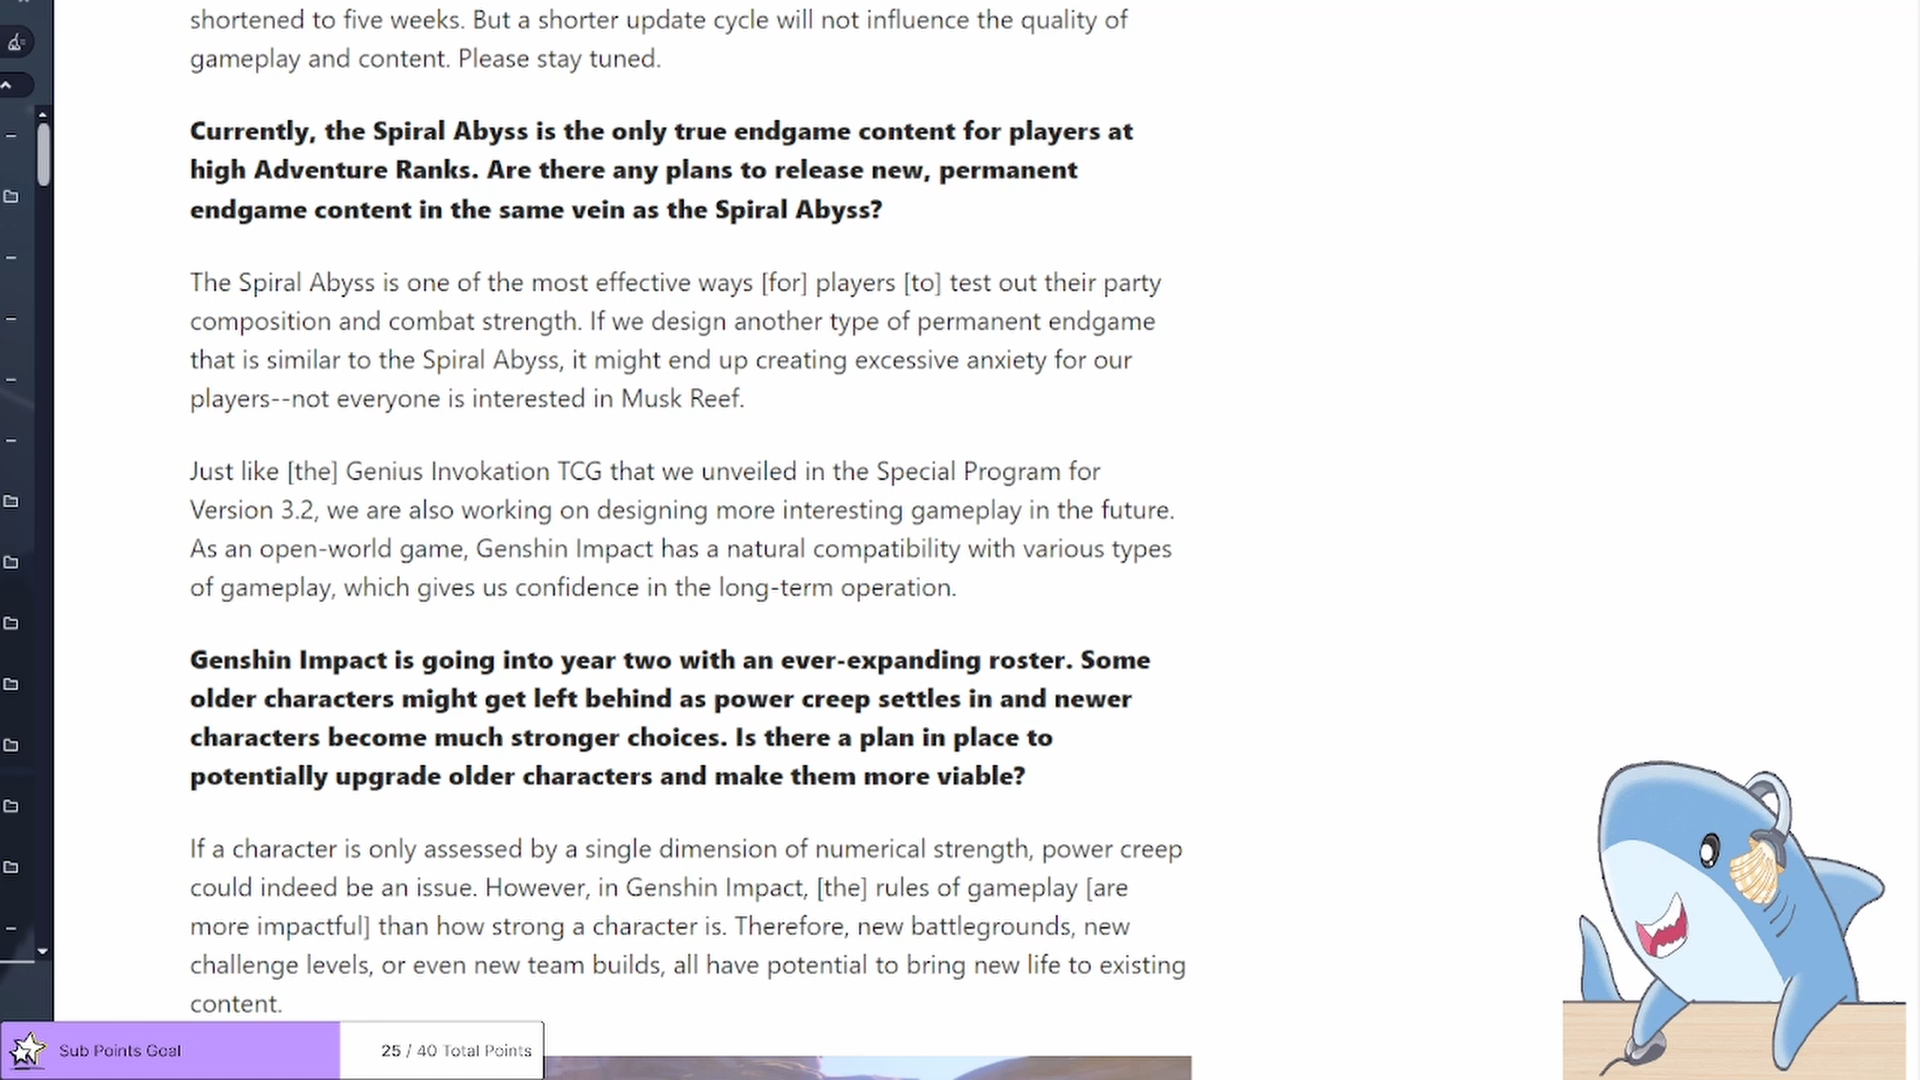 shortened to five weeks. But a shorter update cycle will not influence the quality of
gameplay and content. Please stay tuned.
Currently, the Spiral Abyss is the only true endgame content for players at
high Adventure Ranks. Are there any plans to release new, permanent
endgame content in the same vein as the Spiral Abyss?
The Spiral Abyss is one of the most effective ways [for] players [to] test out their party
composition and combat strength. If we design another type of permanent endgame
that is similar to the Spiral Abyss, it might end up creating excessive anxiety for our
players--not everyone is interested in Musk Reef.
Just like [the] Genius Invokation TCG that we unveiled in the Special Program for
Version 3.2, we are also working on designing more interesting gameplay in the future.
As an open-world game, Genshin Impact has a natural compatibility with various types
of gameplay, which gives us confidence in the long-term operation.
Genshin Impact is going into year two with an ever-expanding roster. Some
older characters might get left behind as power creep settles in and newer
characters become much stronger choices. Is there a plan in place to
potentially upgrade older characters and make them more viable?
If a character is only assessed by a single dimension of numerical strength, power creep
could indeed be an issue. However, in Genshin Impact, [the] rules of gameplay [are
more impactful] than how strong a character is. Therefore, new battlegrounds, new
challenge levels, or even new team builds, all have potential to bring new life to existing
content.
Sub Points Goal 25 / 40 Total Points